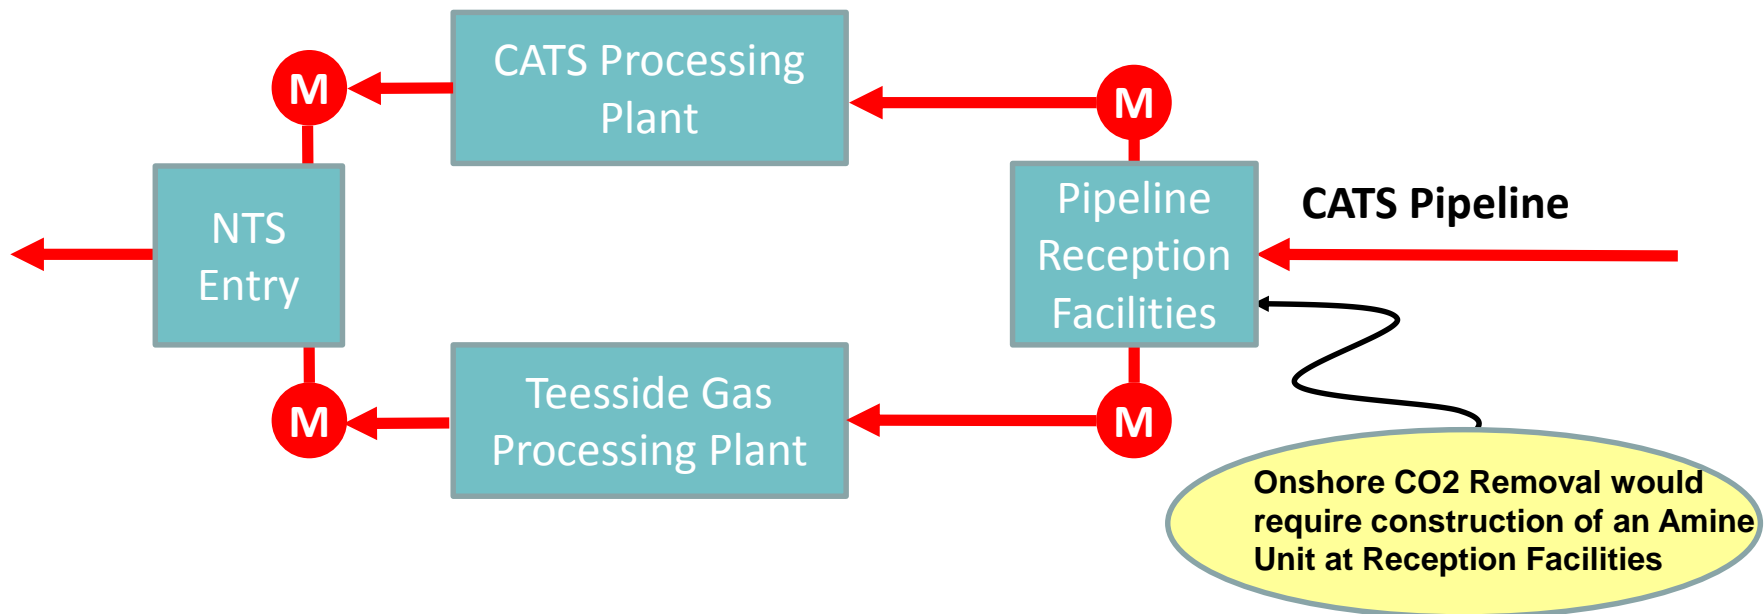 M
CATS Processing
Plant
M
NTS
Entry
Pipeline
Reception
Facilities
CATS Pipeline
M
Teesside Gas
Processing Plant
M
Onshore CO2 Removal would
require construction of an Amine
Unit at Reception Facilities